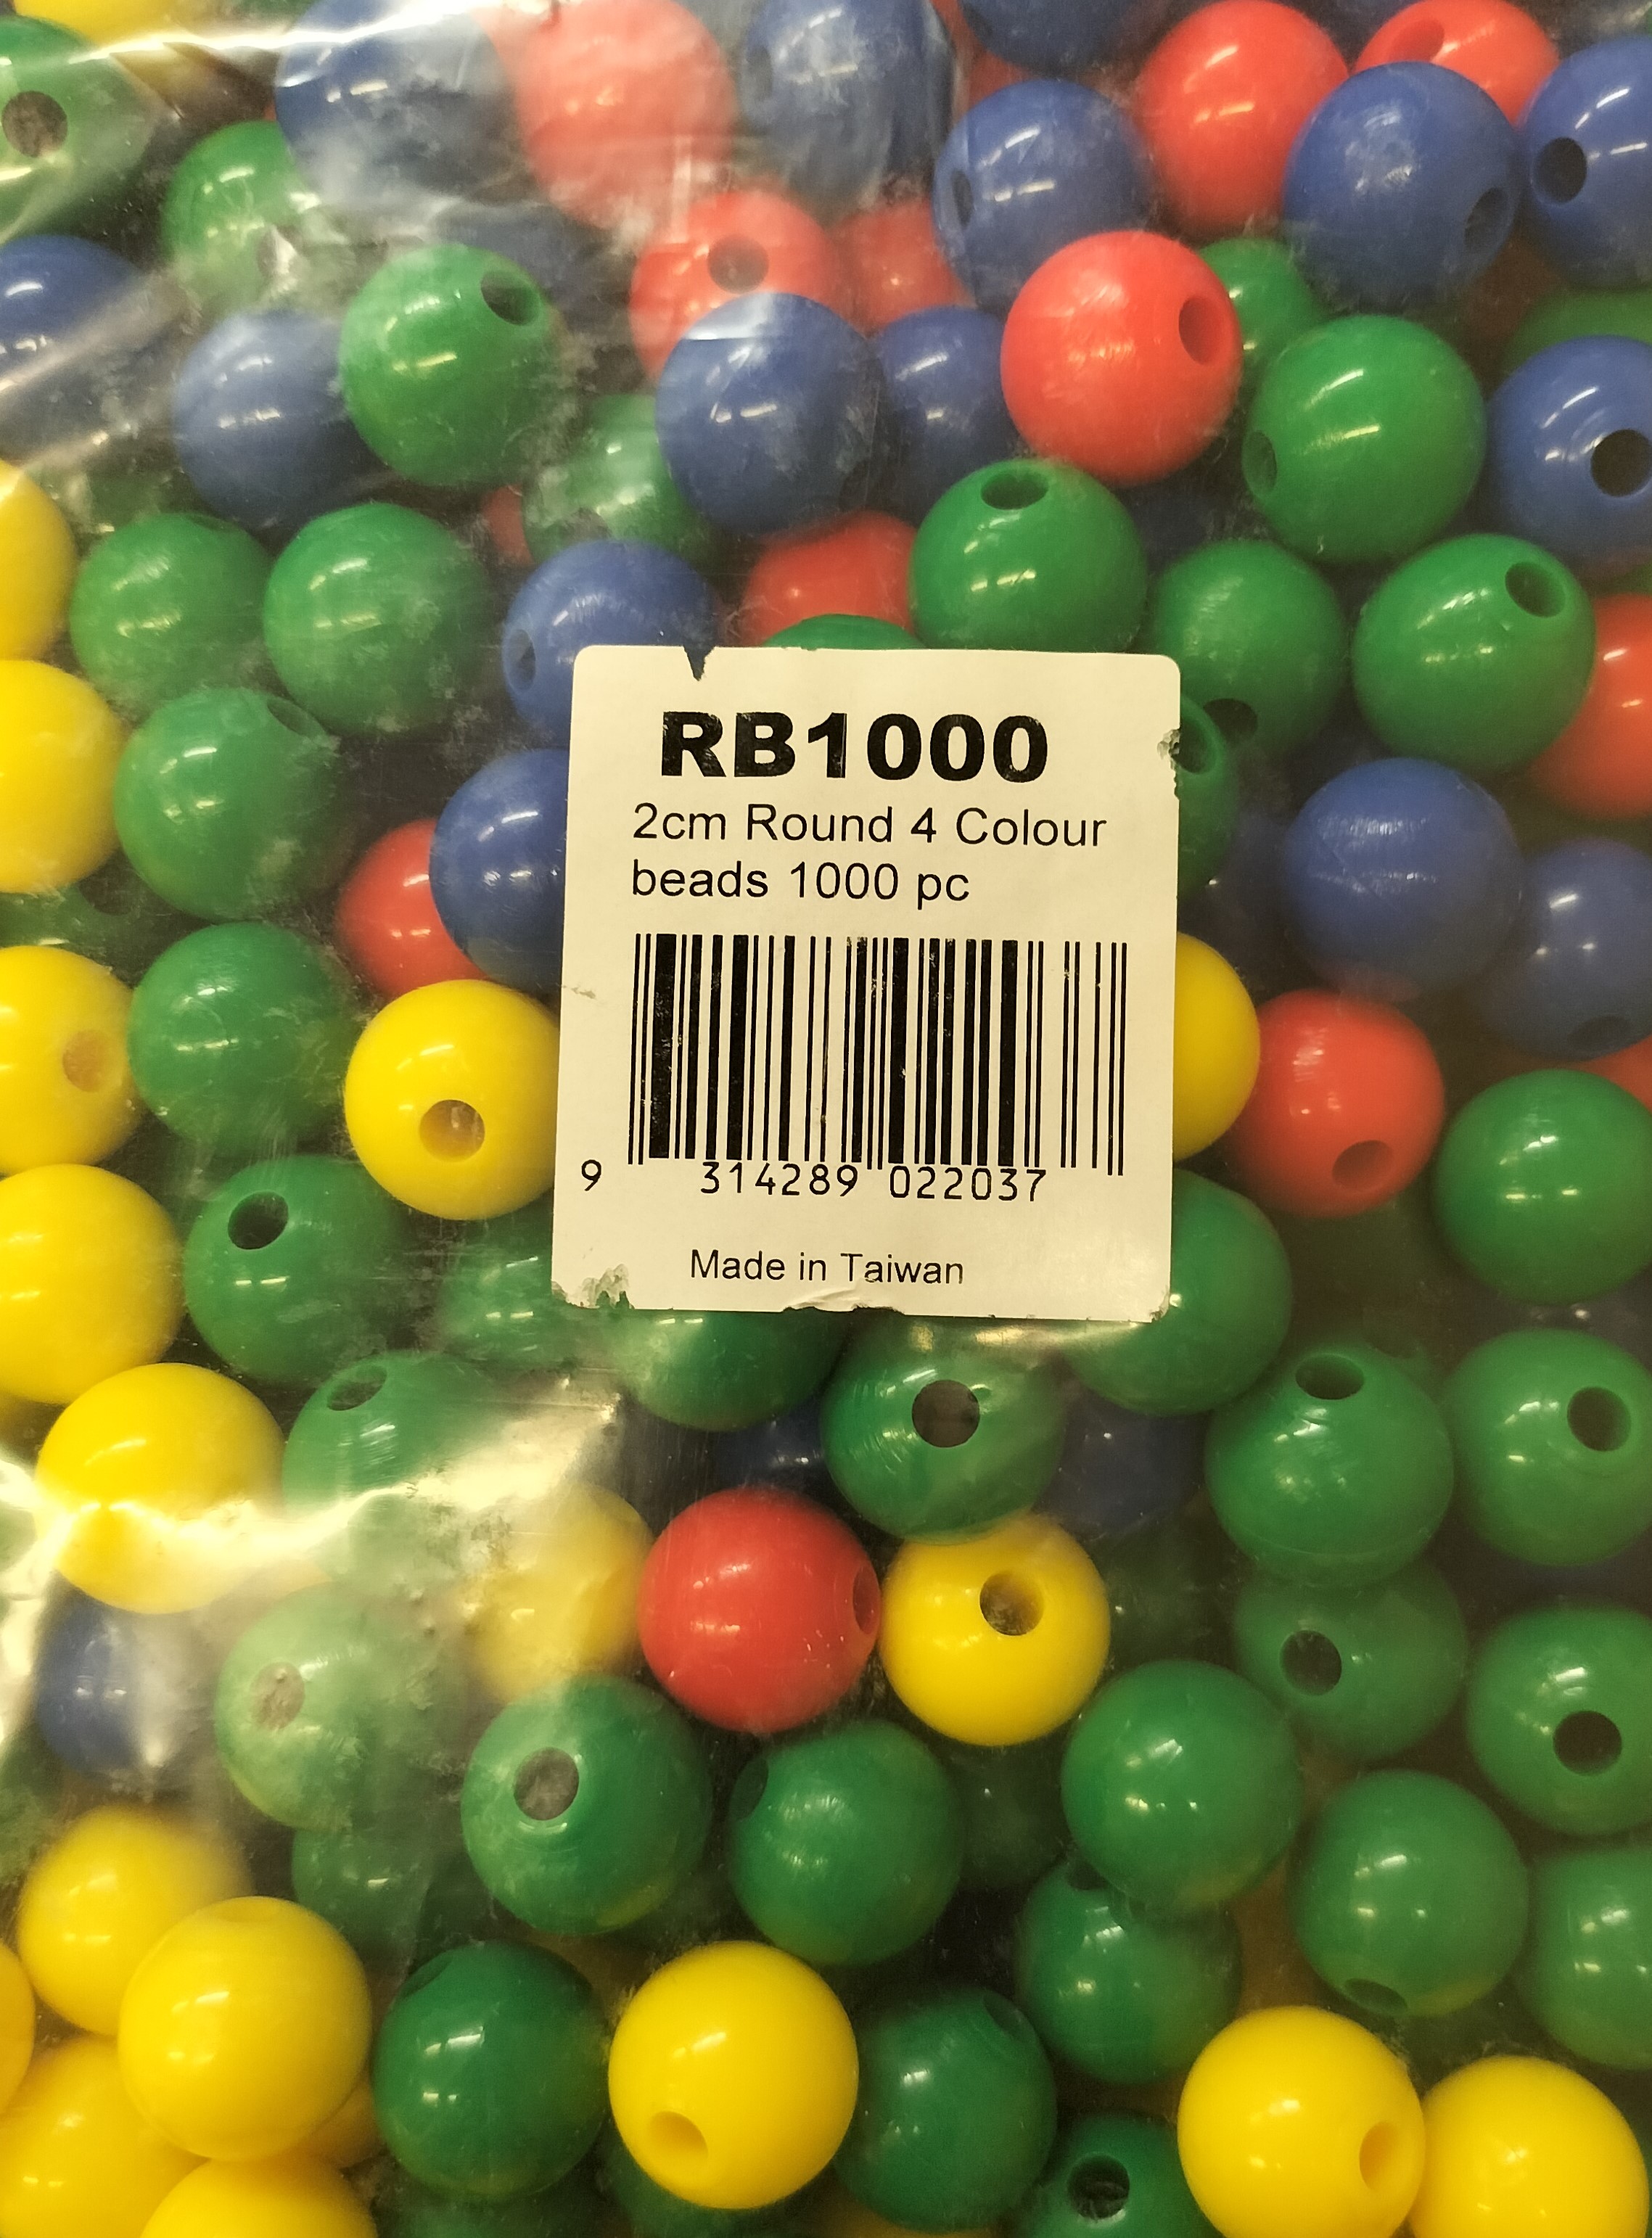 RB1000
2cm Round 4 Colour
beads 1000 pc
9 314289 022037
Made in Taiwan